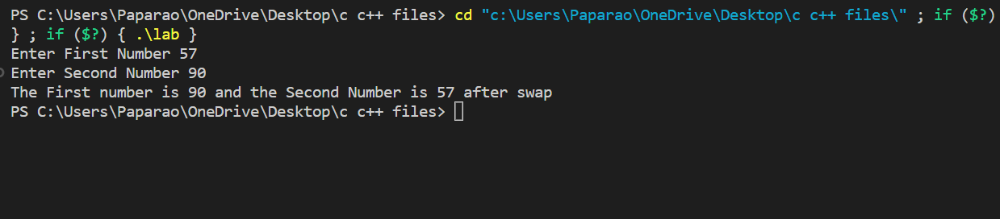 PS C:\Users\Paparao\OneDrive\Desktop\c c++ files> cd "c:\Users\Paparao\OneDrive\Desktop\c c++ files\" ; if ($?)
} ; if ($?) { .\lab }
Enter First Number 57
Enter Second Number 90
The First number is 90 and the Second Number is 57 after swap
PS C:\Users\Paparao\OneDrive\Desktop\c c++ files>